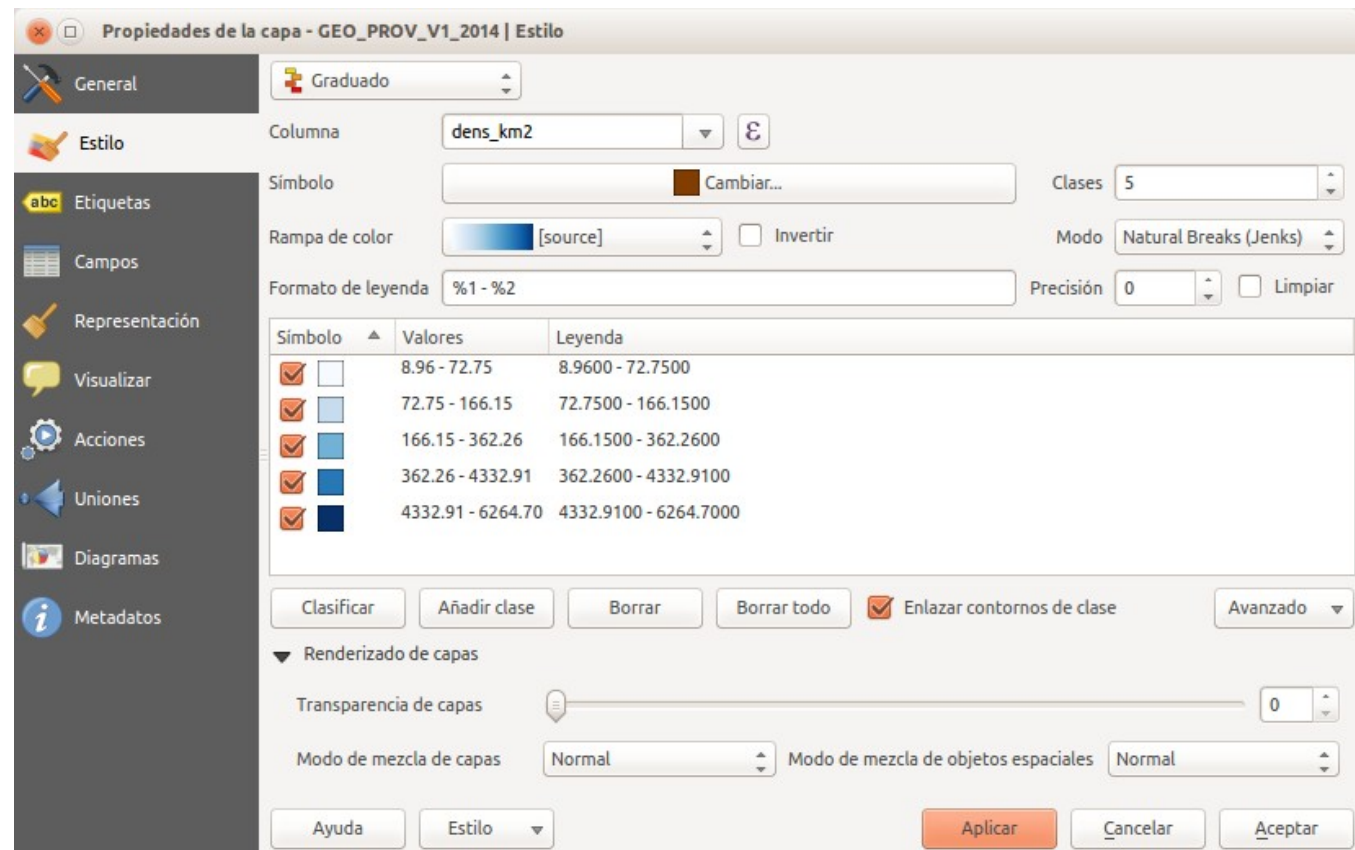 Propiedades de la capa - GEO_PROV_V1_2014 | Estilo
General
Estilo
abc Etiquetas
Campos
Representación
Visualizar
Acciones
Uniones
Diagramas
Metadatos
Graduado
Columna dens_km2 ε
Símbolo Cambiar... Clases 5
Rampa de color [source] Invertir Modo Natural Breaks (Jenks)
Formato de leyenda %1 - %2 Precisión 0 Limpiar
Símbolo Valores Leyenda
8.96 - 72.75 8.9600 - 72.7500
72.75 - 166.15 72.7500 - 166.1500
166.15 - 362.26 166.1500 - 362.2600
362.26 - 4332.91 362.2600 - 4332.9100
4332.91 - 6264.70 4332.9100 - 6264.7000
Clasificar Añadir clase Borrar Borrar todo Enlazar contornos de clase Avanzado
Renderizado de capas
Transparencia de capas 0
Modo de mezcla de capas Normal Modo de mezcla de objetos espaciales Normal
Ayuda Estilo Aplicar Cancelar Aceptar